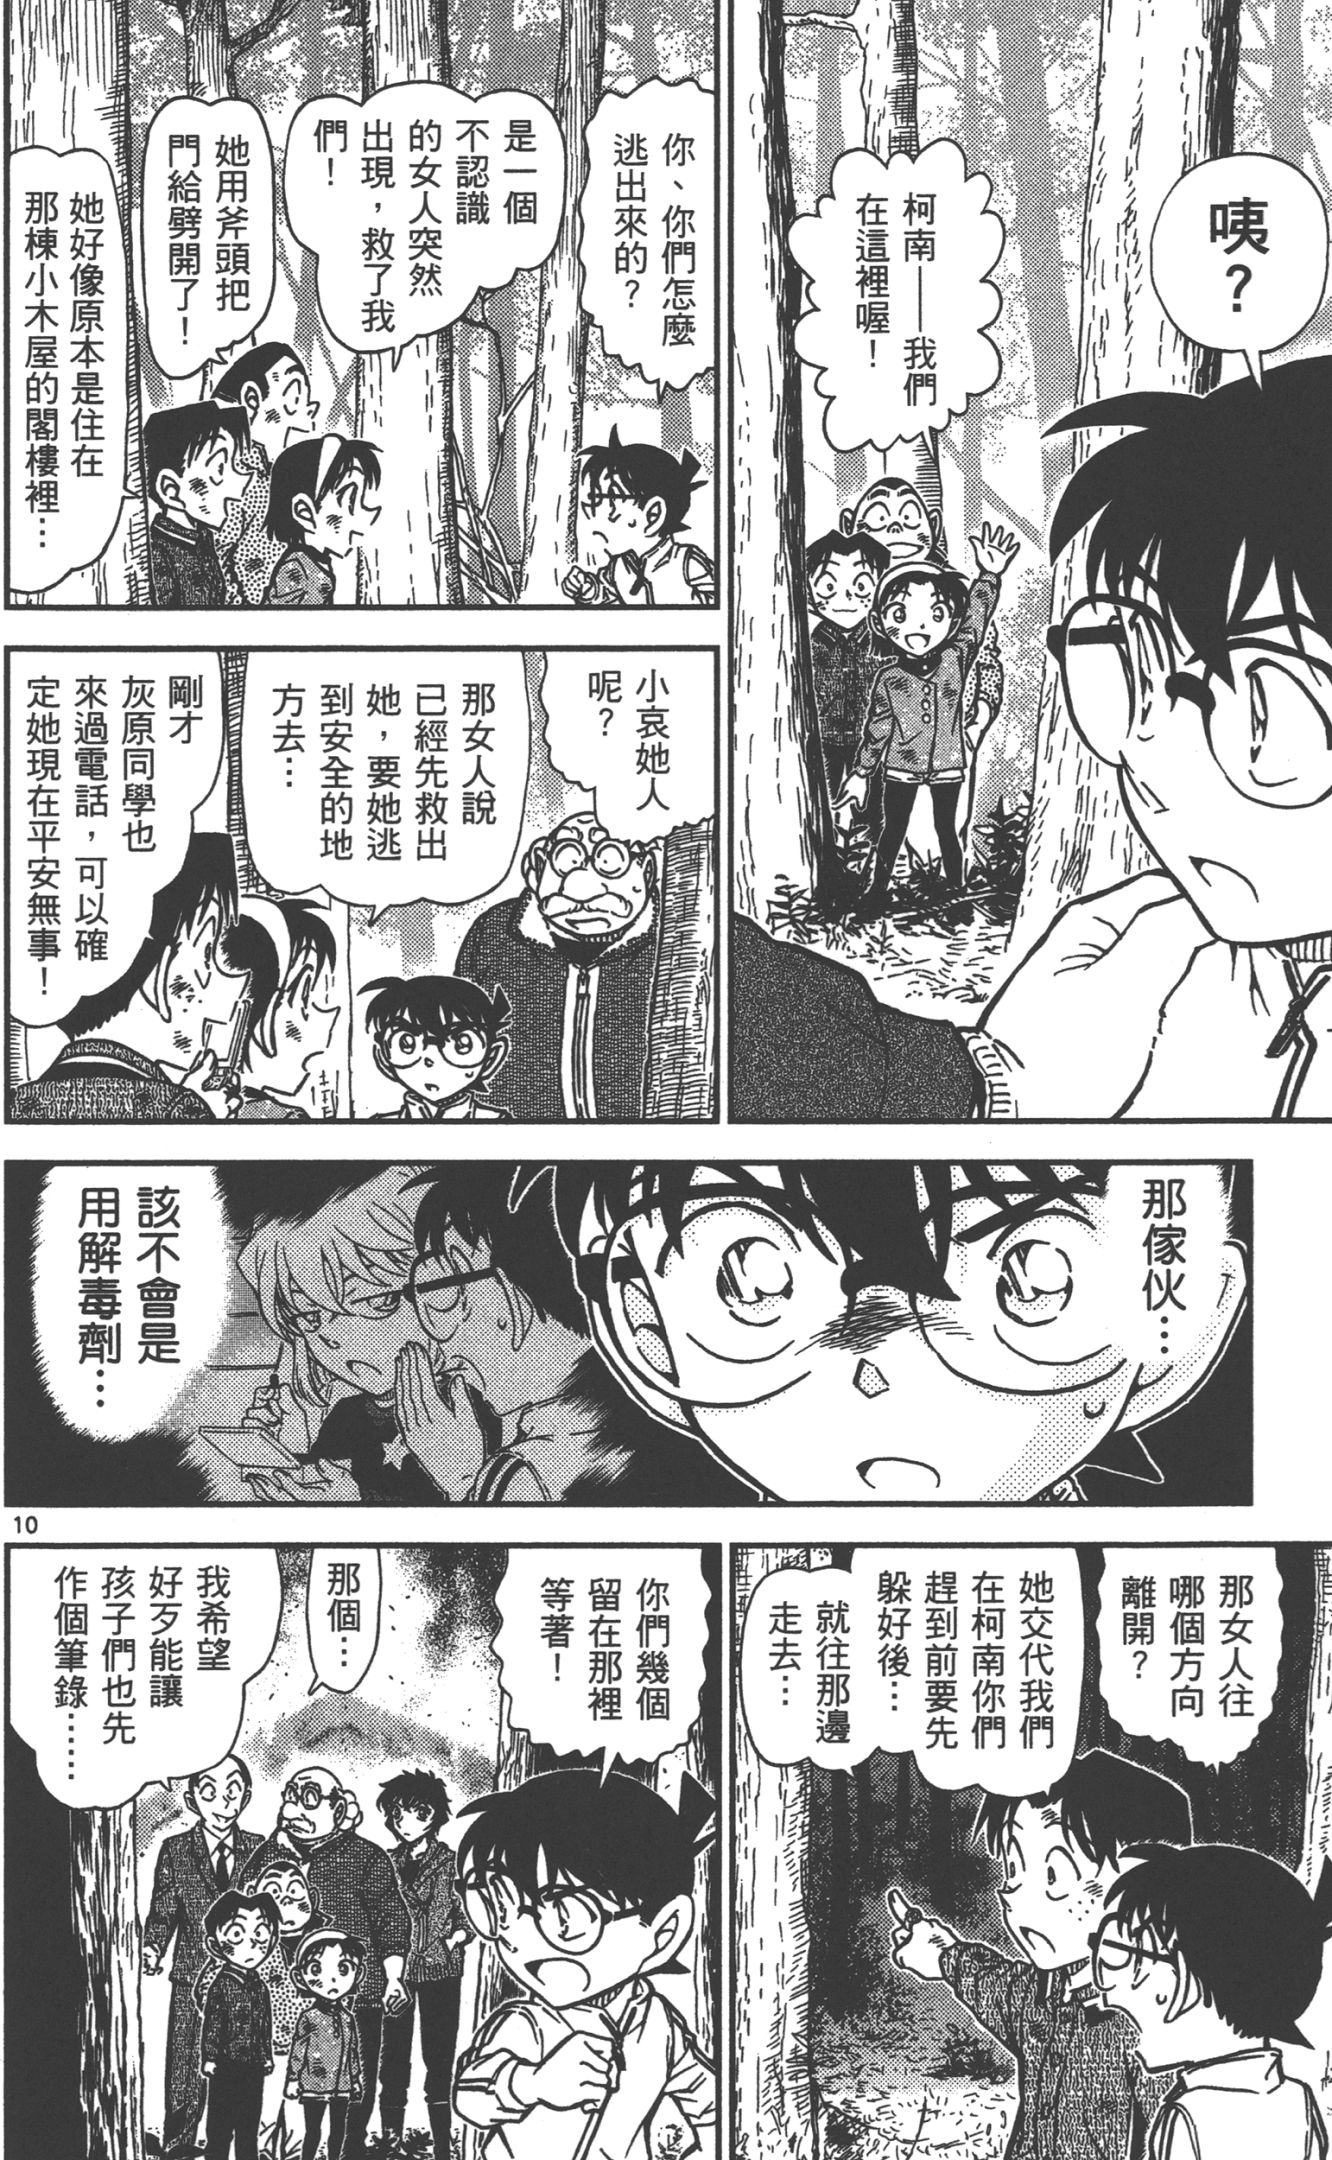 咦?
柯南——我們
在這裡喔!
你、你們怎麼
逃出來的?
是一個
不認識
的女人突然
出現,救了我
們!
她用斧頭把
門給劈開了!
她好像原本是住在
那棟小木屋的閣樓裡…
小哀她人
呢?
那女人說
已經先救出
她,要她逃
到安全的地
方去…
剛才
灰原同學也
來過電話,可以確
定她現在平安無事!
那傢伙…
該不會是
用解毒劑…
那女人往
哪個方向
離開?
她交代我們
在柯南你們
趕到前要先
躲好後…
就往那邊
走去…
你們幾個
留在那裡
等著!
那個…
我希望
好歹能讓
孩子們也先
作個筆錄……
10